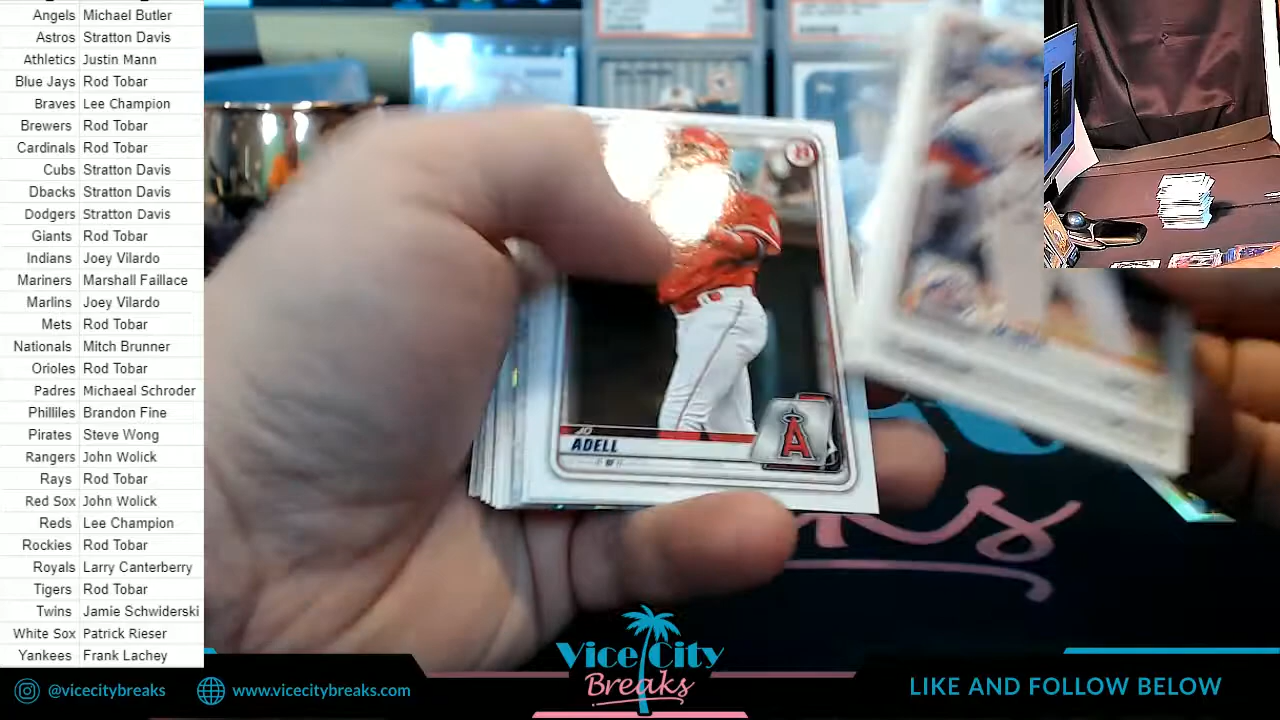 Angels Michael Butler
Astros Stratton Davis
Athletics Justin Mann
Blue Jays Rod Tobar
Braves Lee Champion
Brewers Rod Tobar
Cardinals Rod Tobar
Cubs Stratton Davis
Dbacks Stratton Davis
Dodgers Stratton Davis
Giants Rod Tobar
Indians Joey Vilardo
Mariners Marshall Faillace
Marlins Joey Vilardo
Mets Rod Tobar
Nationals Mitch Brunner
Orioles Rod Tobar
Padres Michaeal Schroder
Philliles Brandon Fine
Pirates Steve Wong
Rangers John Wolick
Rays Rod Tobar
Red Sox John Wolick
Reds Lee Champion
Rockies Rod Tobar
Royals Larry Canterberry
Tigers Rod Tobar
Twins Jamie Schwiderski
White Sox Patrick Rieser
Yankees Frank Lachey
JO
ADELL
A
Vice City
Breaks
@vicecitybreaks
www.vicecitybreaks.com
LIKE AND FOLLOW BELOW